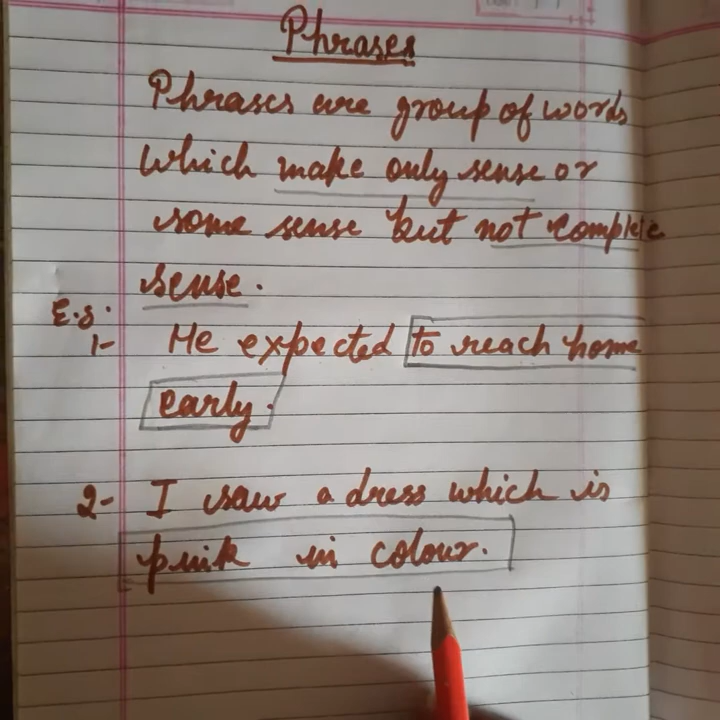 Phrases
Phrases are group of words
which make only sense or
some sense but not complete
sense.
E.g.
1- He expected to reach home
early.
2- I saw a dress which is
pink in colour.